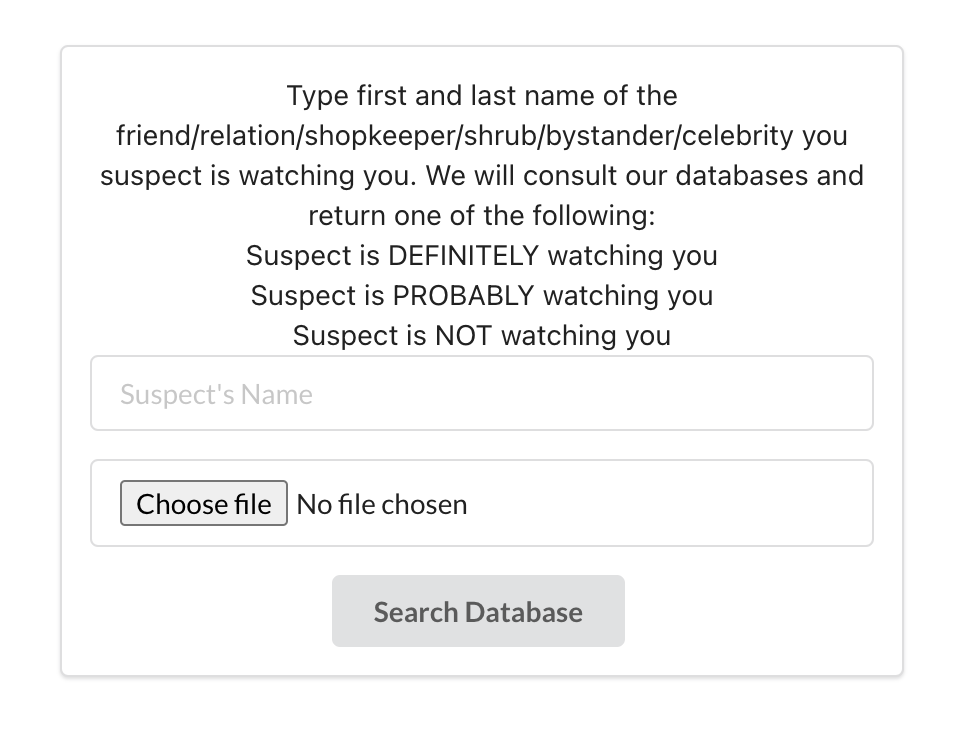 Type first and last name of the
friend/relation/shopkeeper/shrub/bystander/celebrity you
suspect is watching you. We will consult our databases and
return one of the following:
Suspect is DEFINITELY watching you
Suspect is PROBABLY watching you
Suspect is NOT watching you
Suspect's Name
Choose file No file chosen
Search Database